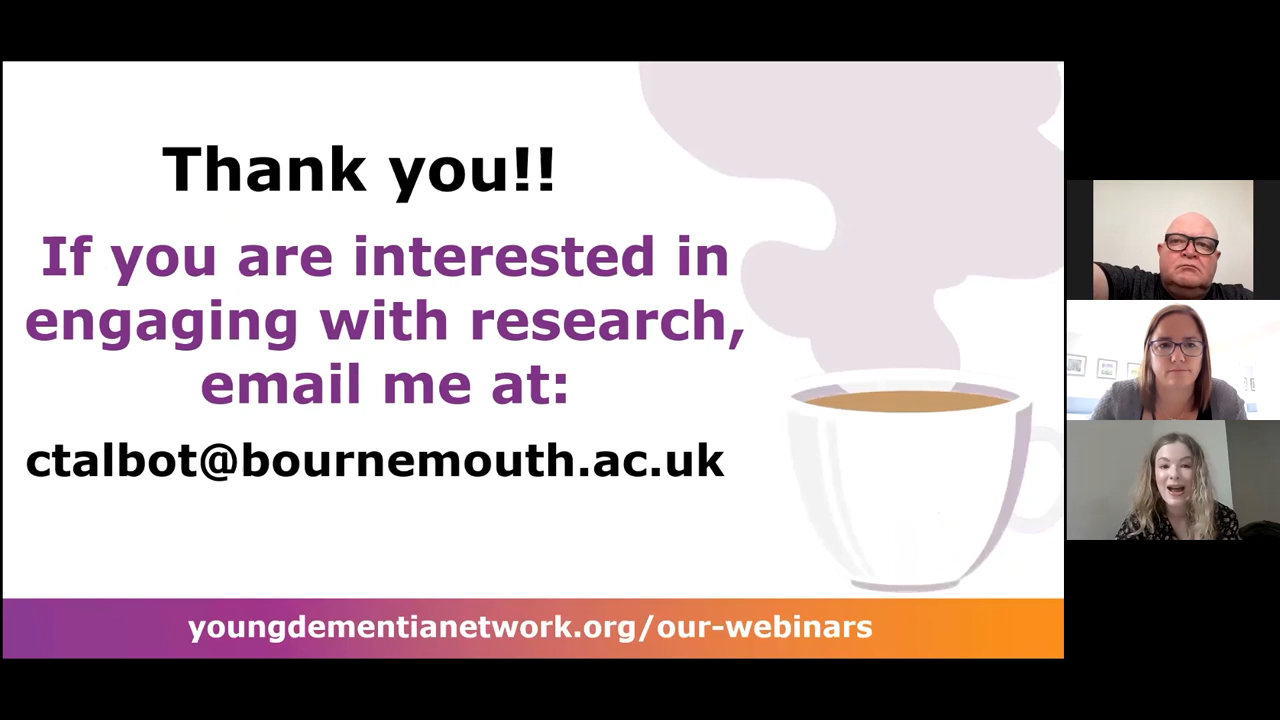 Thank you!!
If you are interested in
engaging with research,
email me at:
ctalbot@bournemouth.ac.uk
youngdementianetwork.org/our-webinars